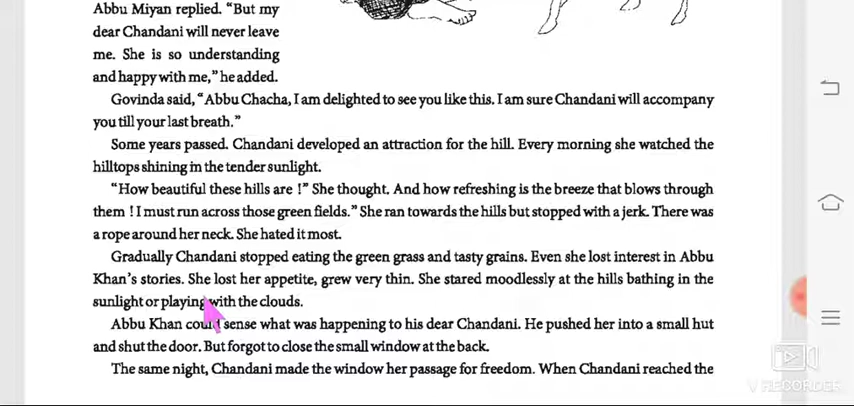 Abbu Miyan replied. “But my
dear Chandani will never leave
me. She is so understanding
and happy with me,” he added.
Govinda said, “Abbu Chacha, I am delighted to see you like this. I am sure Chandani will accompany
you till your last breath.”
Some years passed. Chandani developed an attraction for the hill. Every morning she watched the
hilltops shining in the tender sunlight.
“How beautiful these hills are !” She thought. And how refreshing is the breeze that blows through
them ! I must run across those green fields.” She ran towards the hills but stopped with a jerk. There was
a rope around her neck. She hated it most.
Gradually Chandani stopped eating the green grass and tasty grains. Even she lost interest in Abbu
Khan’s stories. She lost her appetite, grew very thin. She stared moodlessly at the hills bathing in the
sunlight or playing with the clouds.
Abbu Khan could sense what was happening to his dear Chandani. He pushed her into a small hut
and shut the door. But forgot to close the small window at the back.
The same night, Chandani made the window her passage for freedom. When Chandani reached the
V RECORDER